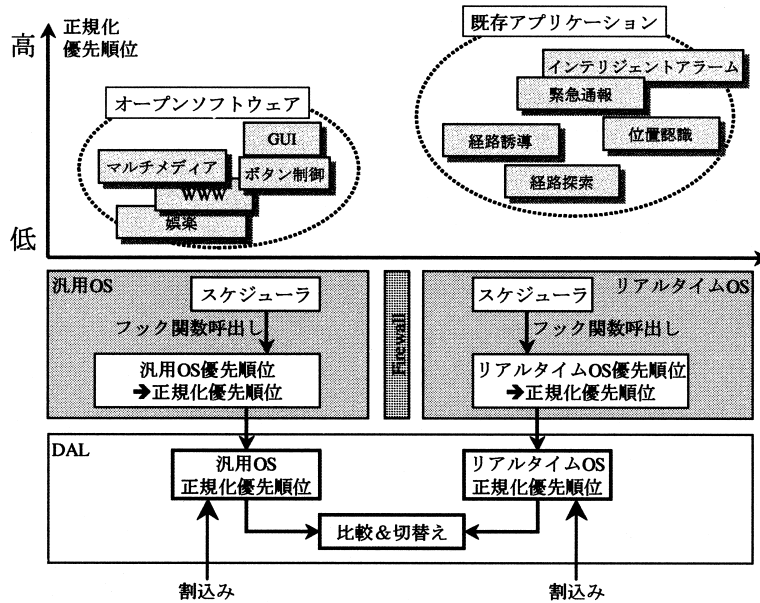 高
正規化
優先順位
既存アプリケーション
インテリジェントアラーム
緊急通報
オープンソフトウェア
GUI
位置認識
経路誘導
マルチメディア
ボタン制御
経路探索
WWW
娯楽
低
汎用OS
スケジューラ
フック関数呼出し
汎用OS優先順位
➔正規化優先順位
Firewall
リアルタイムOS
スケジューラ
フック関数呼出し
リアルタイムOS優先順位
➔正規化優先順位
DAL
汎用OS
正規化優先順位
リアルタイムOS
正規化優先順位
比較＆切替え
割込み
割込み